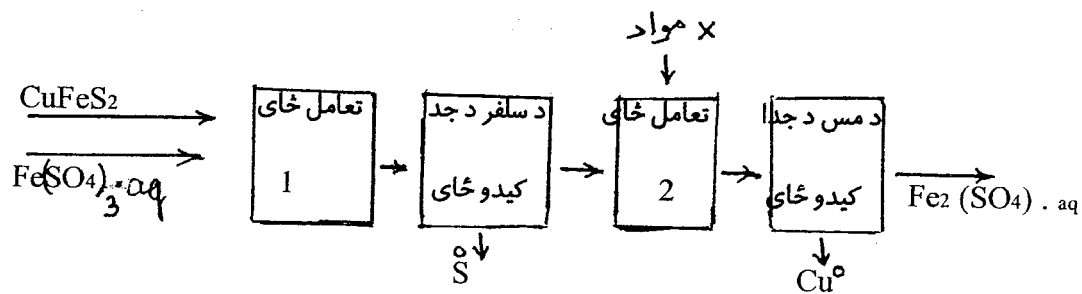 x مواد
CuFeS2
Fe(SO4)3.aq
تعامل ځای
1
د سلفر د جد
کیدو ځای
S°
تعامل ځای
2
د مس د جدا
کیدو ځای
Cu°
Fe2 (SO4) . aq